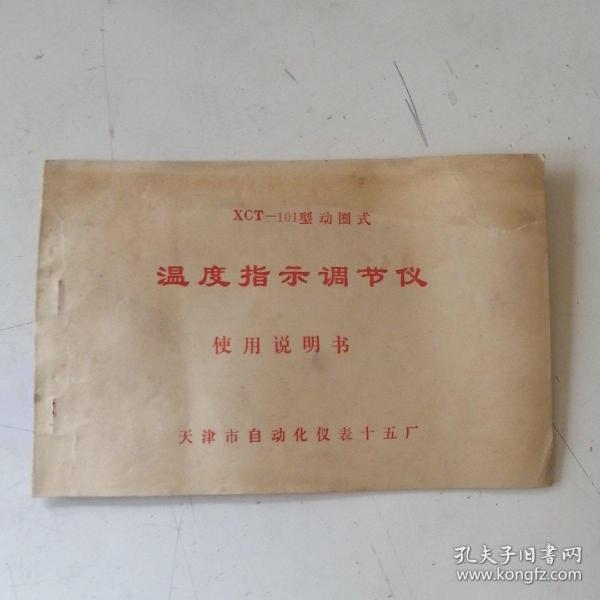 XCT-101型动圈式
温度指示调节仪
使用说明书
天津市自动化仪表十五厂
孔夫子旧书网
www.kongfz.com